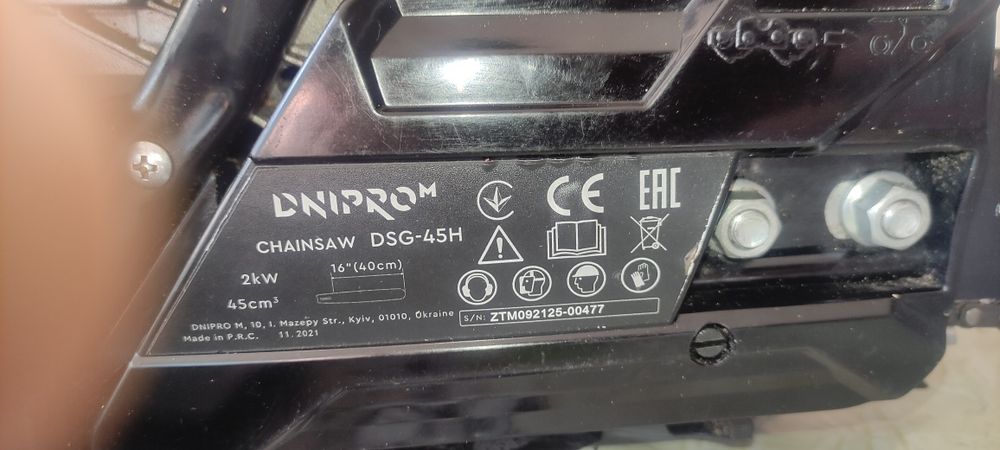 DNIPRO M
CE
EAC
CHAINSAW DSG-45H
2kW
16"(40cm)
45cm³
DNIPRO M, 10, I. Mazepy Str., Kyiv, 01010, Ukraine
S/N: ZTM092125-00477
Made in P.R.C. 11.2021